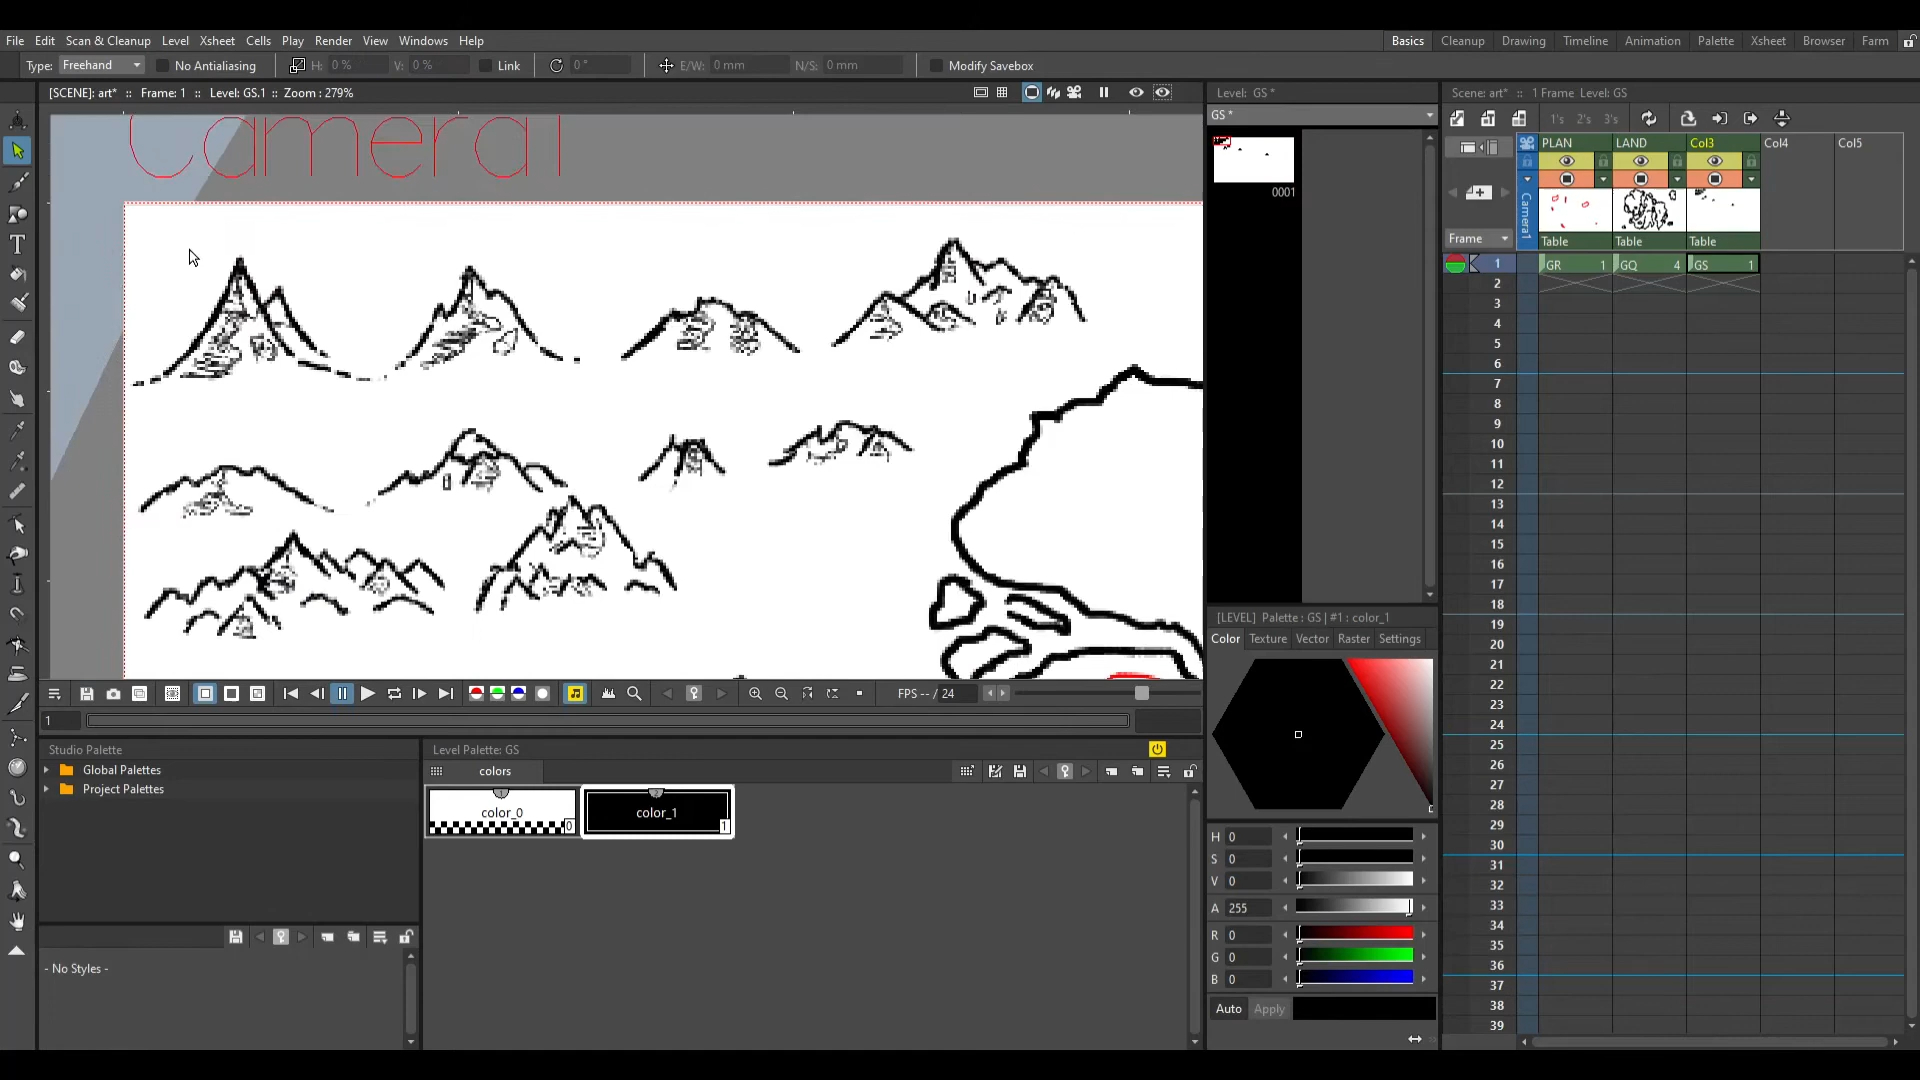 File Edit Scan & Cleanup Level Xsheet Cells Play Render View Windows Help
Basics Cleanup Drawing Timeline Animation Palette Xsheet Browser Farm
Type: Freehand No Antialiasing H: 0 % V: 0 % Link 0 ° E/W: 0 mm N/S: 0 mm Modify Savebox
[SCENE]: art* :: Frame: 1 :: Level: GS.1 :: Zoom : 279%
Level: GS *
Scene: art* :: 1 Frame Level: GS
GS *
1's 2's 3's
Camera1
0001
PLAN LAND Col3 Col4 Col5
Camera1
Frame
Table Table Table
1 GR 1 GQ 4 GS 1
2
3
4
5
6
7
8
9
10
11
12
13
14
15
16
17
18
19
20
21
22
23
24
25
26
27
28
29
30
31
32
33
34
35
36
37
38
39
FPS -- / 24
1
Studio Palette
Global Palettes
Project Palettes
- No Styles -
Level Palette: GS
colors
color_0 0
color_1 1
1
2
[LEVEL] Palette : GS | #1 : color_1
Color Texture Vector Raster Settings
H 0
S 0
V 0
A 255
R 0
G 0
B 0
Auto Apply